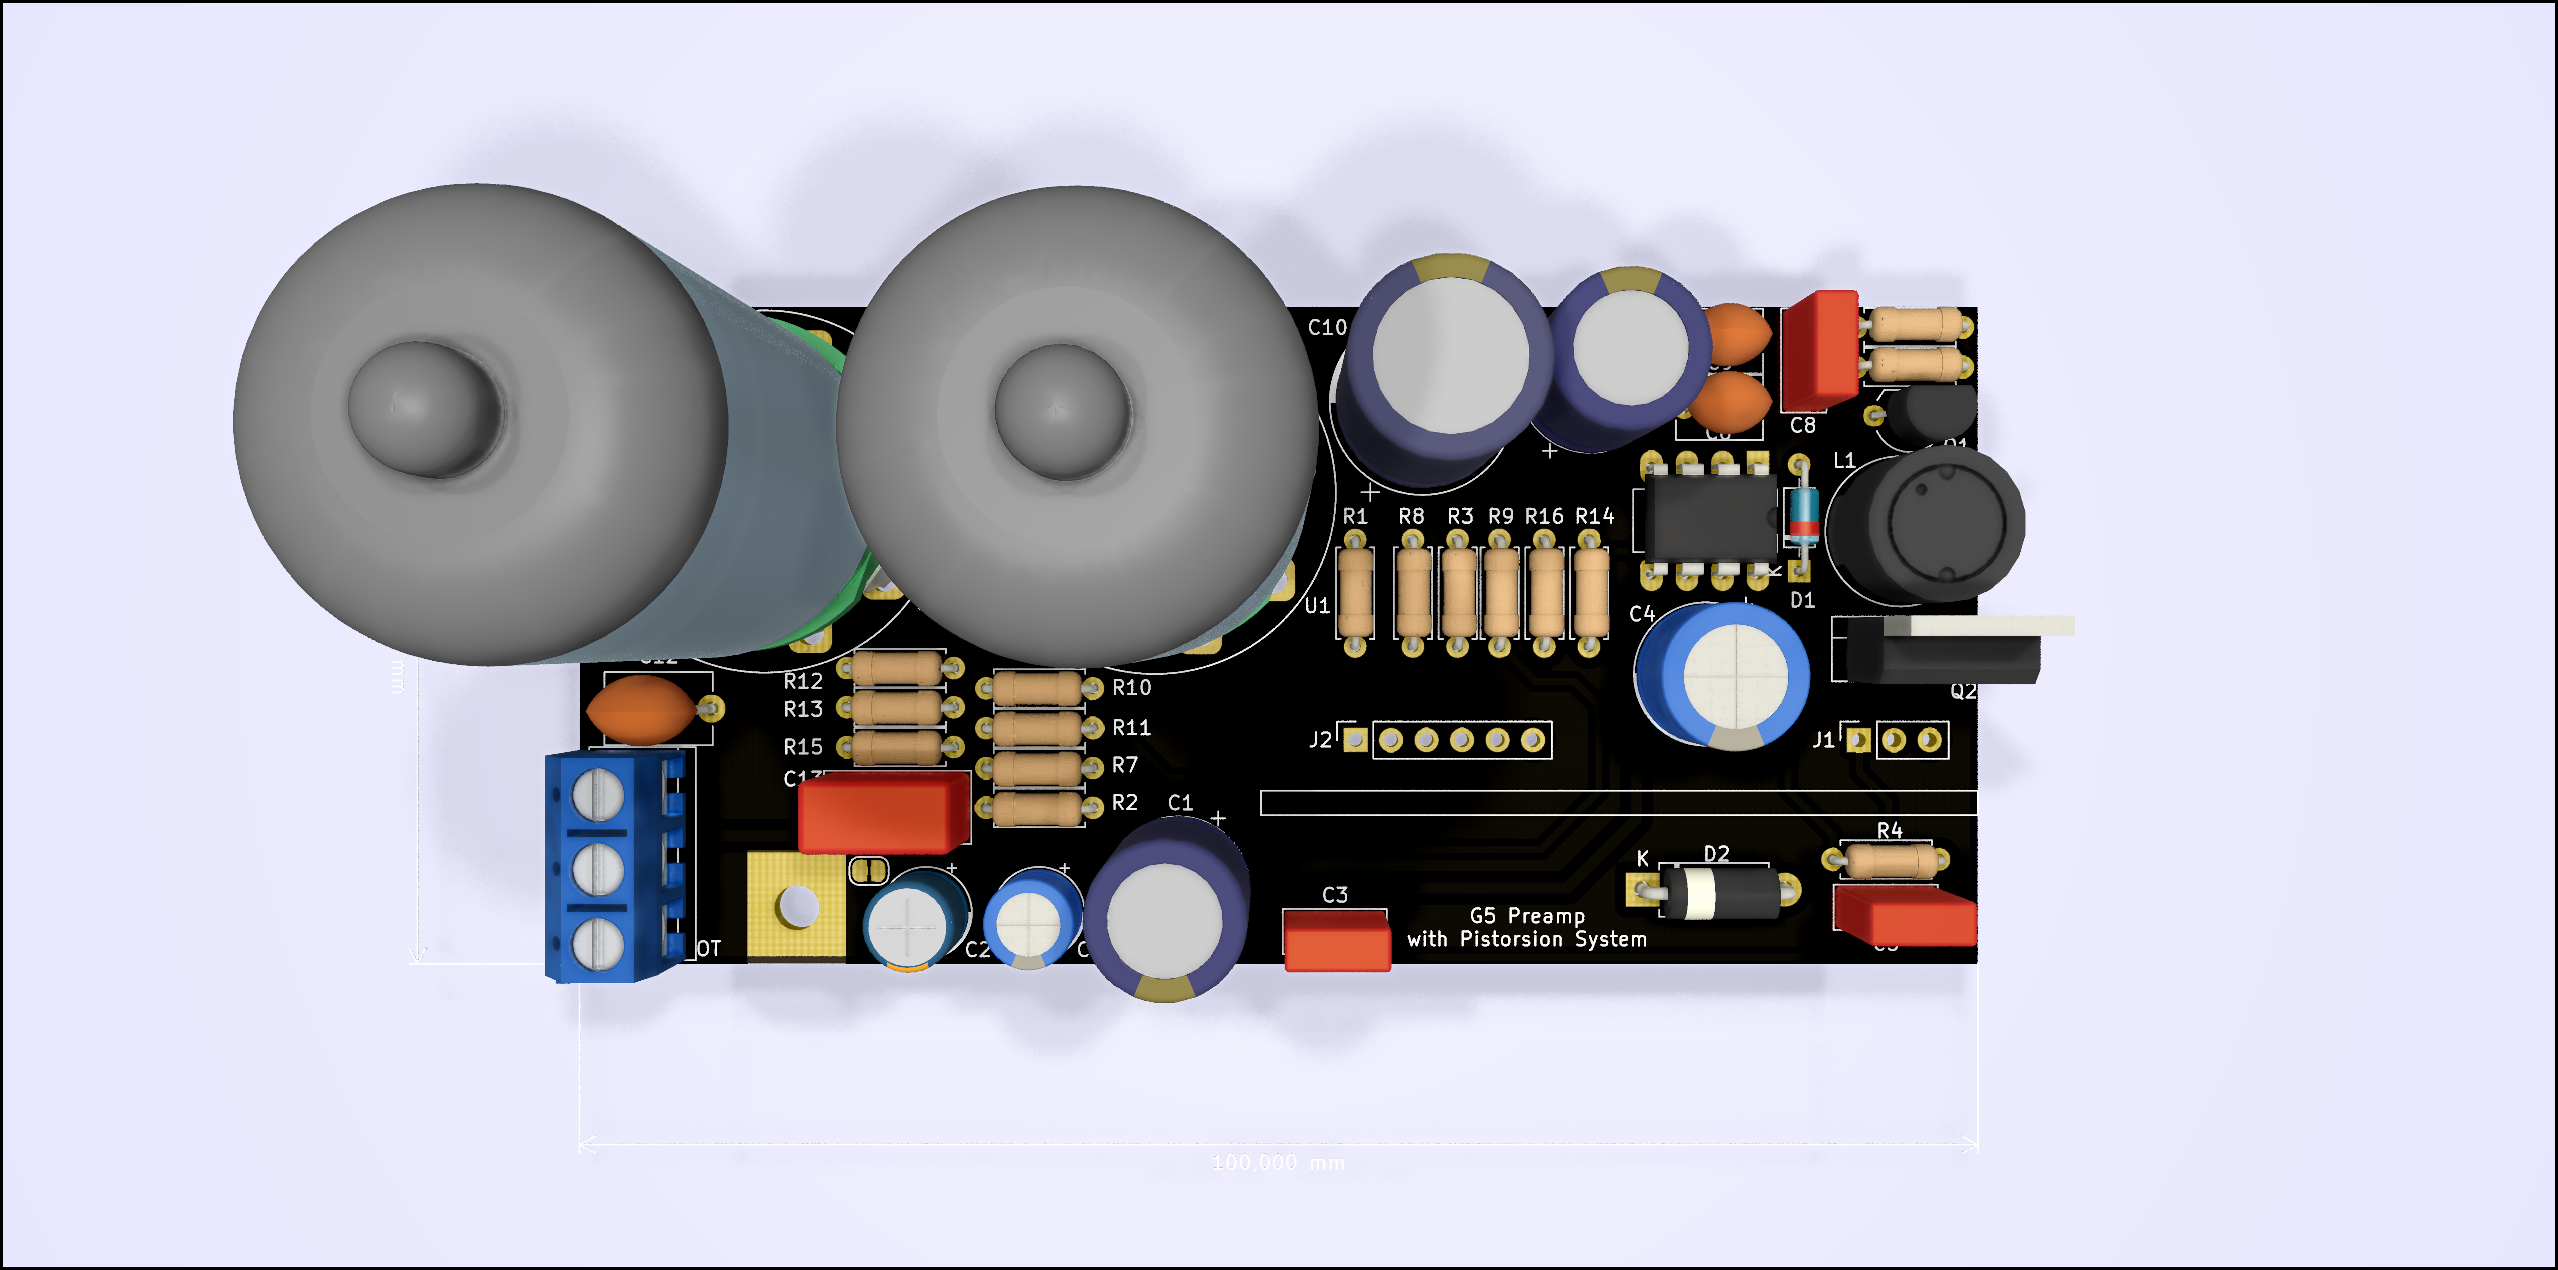 C10
C8
L1
R1 R8 R3 R9 R16 R14
K
U1
D1
C4
R12
R10
Q2
R13
R11
J2
J1
R15
R7
R2
C1
R4
K
D2
C3
G5 Preamp
with Pistorsion System
OT
C2
mm
100,000 mm